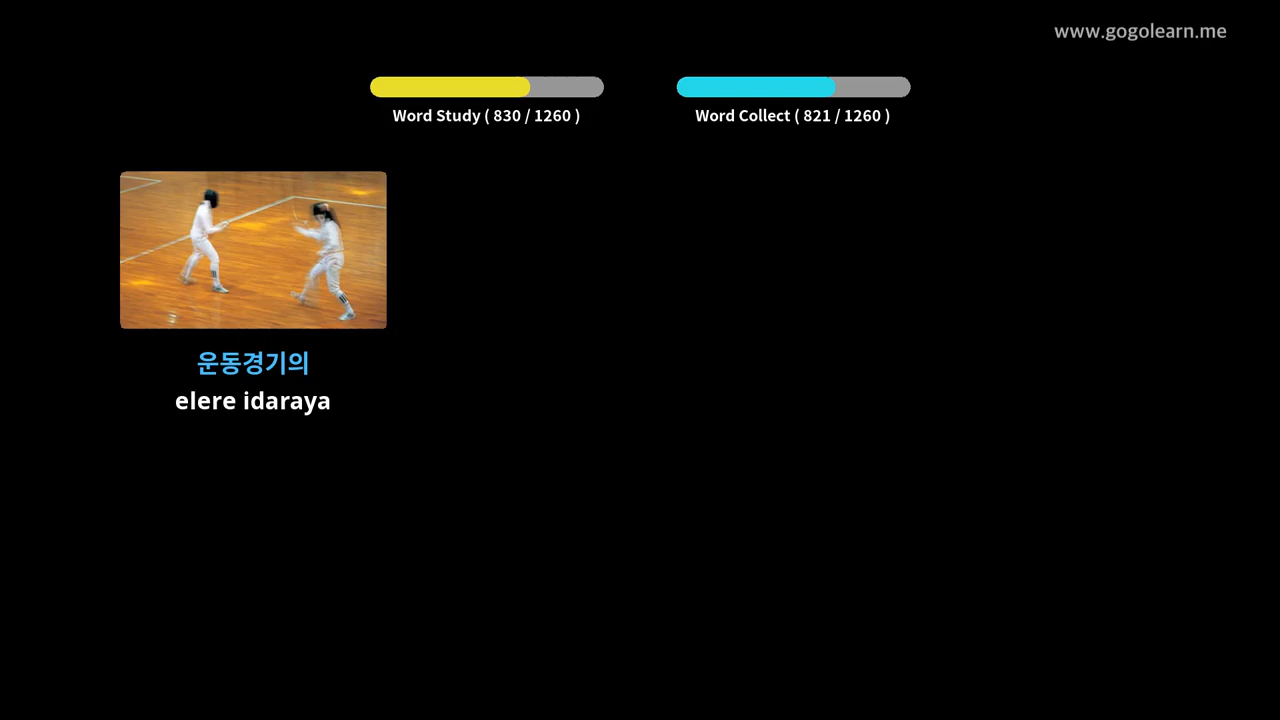 www.gogolearn.me
Word Study ( 830 / 1260 )
Word Collect ( 821 / 1260 )
운동경기의
elere idaraya